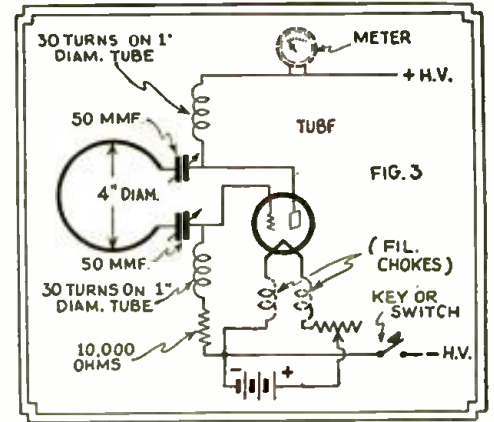 30 TURNS ON 1"
DIAM. TUBE
METER
+ H.V.
50 MMF.
TUBF
FIG. 3
4" DIAM.
50 MMF.
(FIL.
CHOKES)
30 TURNS ON 1"
DIAM. TUBE
KEY OR
SWITCH
10,000
OHMS
- H.V.
- +